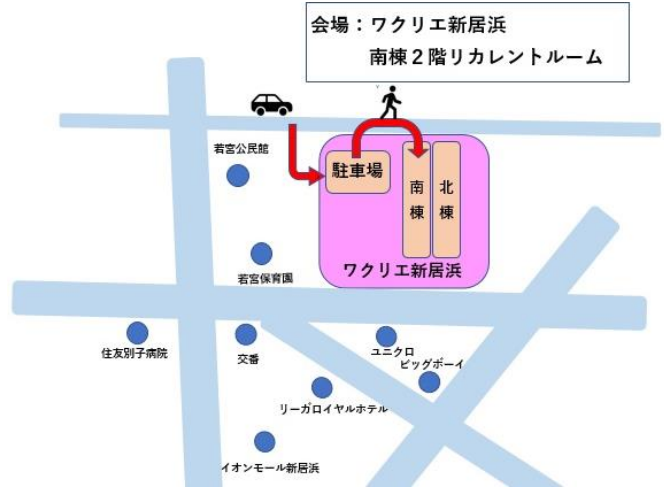 会場：ワクリエ新居浜
南棟２階リカレントルーム
若宮公民館
駐車場
南棟
北棟
若宮保育園
ワクリエ新居浜
住友別子病院
交番
ユニクロ
ビッグボーイ
リーガロイヤルホテル
イオンモール新居浜